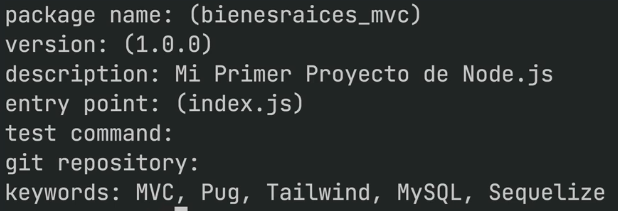 package name: (bienesraices_mvc)
version: (1.0.0)
description: Mi Primer Proyecto de Node.js
entry point: (index.js)
test command:
git repository:
keywords: MVC, Pug, Tailwind, MySQL, Sequelize